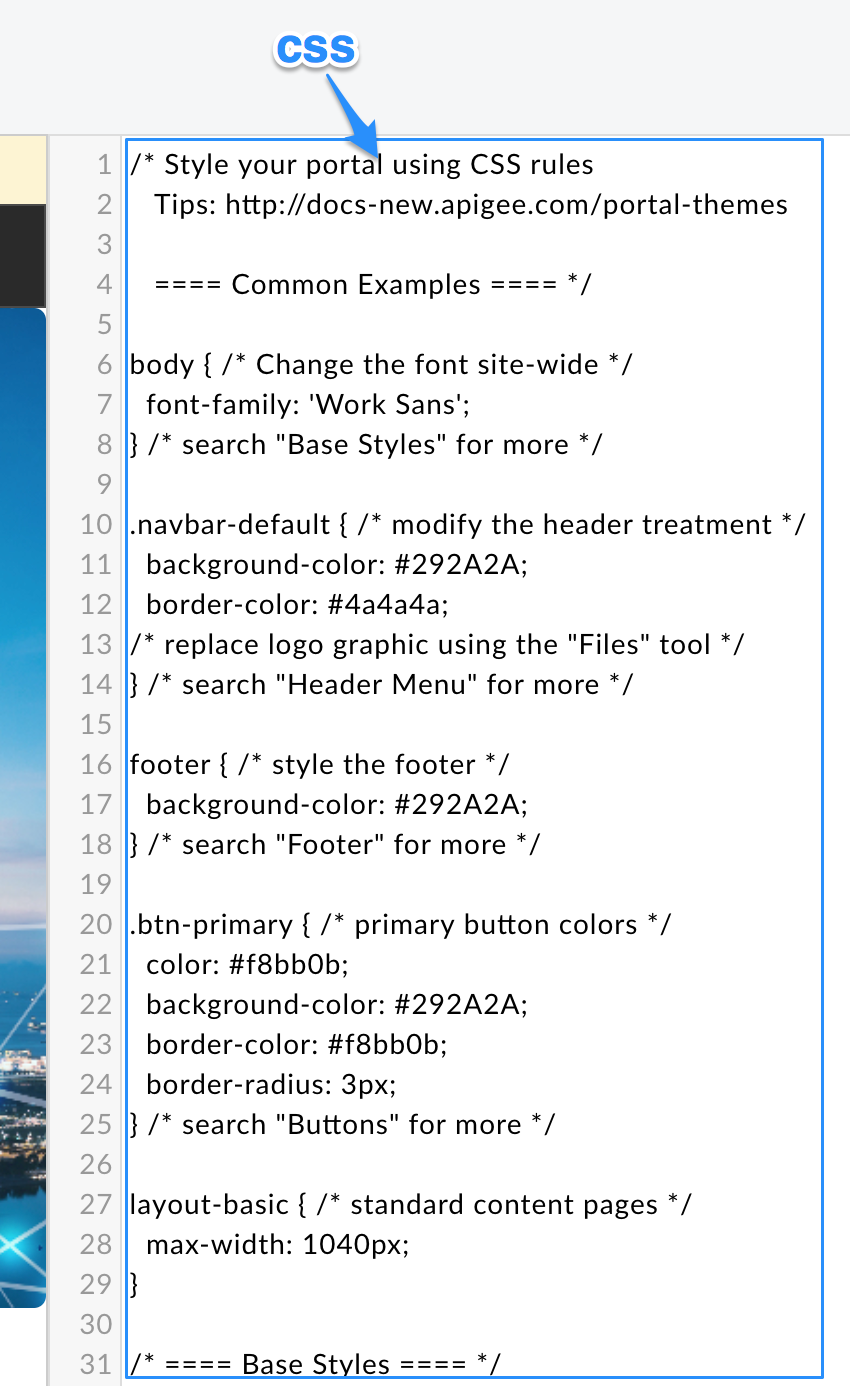 CSS
1 /* Style your portal using CSS rules
2    Tips: http://docs-new.apigee.com/portal-themes
3
4    ==== Common Examples ==== */
5
6 body { /* Change the font site-wide */
7   font-family: 'Work Sans';
8 } /* search "Base Styles" for more */
9
10 .navbar-default { /* modify the header treatment */
11   background-color: #292A2A;
12   border-color: #4a4a4a;
13 /* replace logo graphic using the "Files" tool */
14 } /* search "Header Menu" for more */
15
16 footer { /* style the footer */
17   background-color: #292A2A;
18 } /* search "Footer" for more */
19
20 .btn-primary { /* primary button colors */
21   color: #f8bb0b;
22   background-color: #292A2A;
23   border-color: #f8bb0b;
24   border-radius: 3px;
25 } /* search "Buttons" for more */
26
27 layout-basic { /* standard content pages */
28   max-width: 1040px;
29 }
30
31 /* ==== Base Styles ==== */